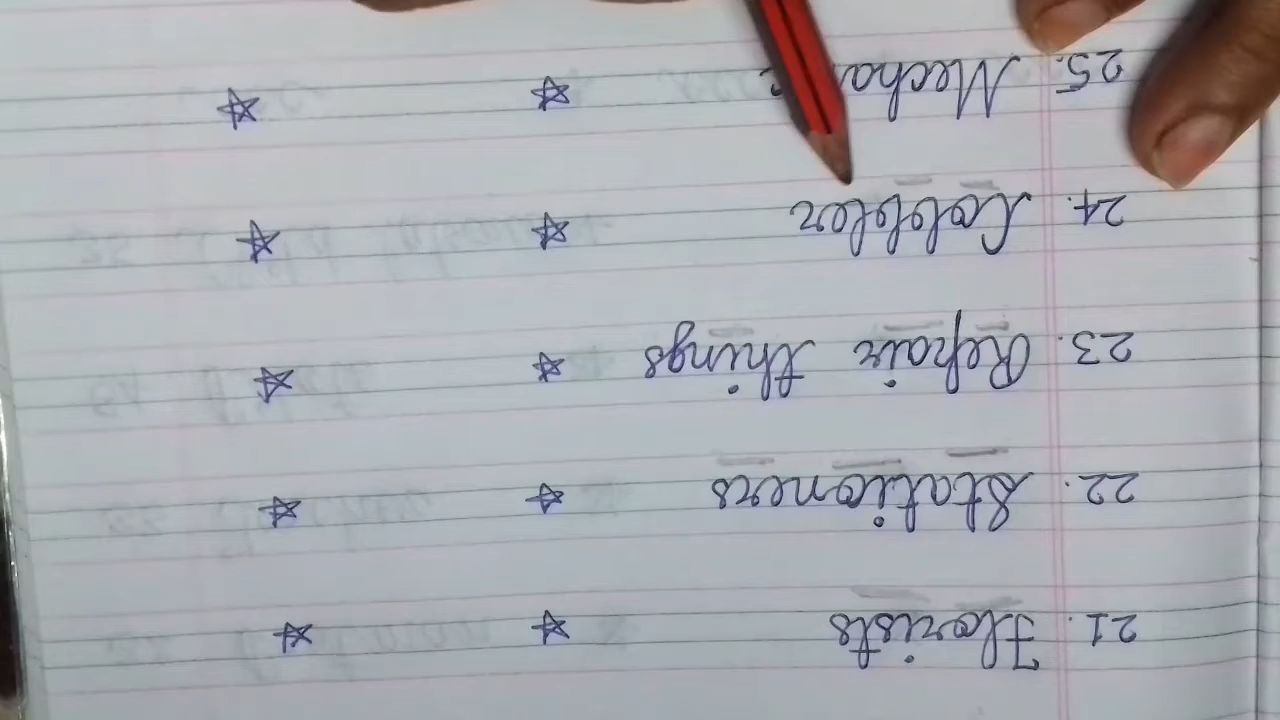 21. Florists ☆ ☆
22. Stationers ☆ ☆
23. Repair things ☆ ☆
24. Cobbler ☆ ☆
25. ☆ ☆